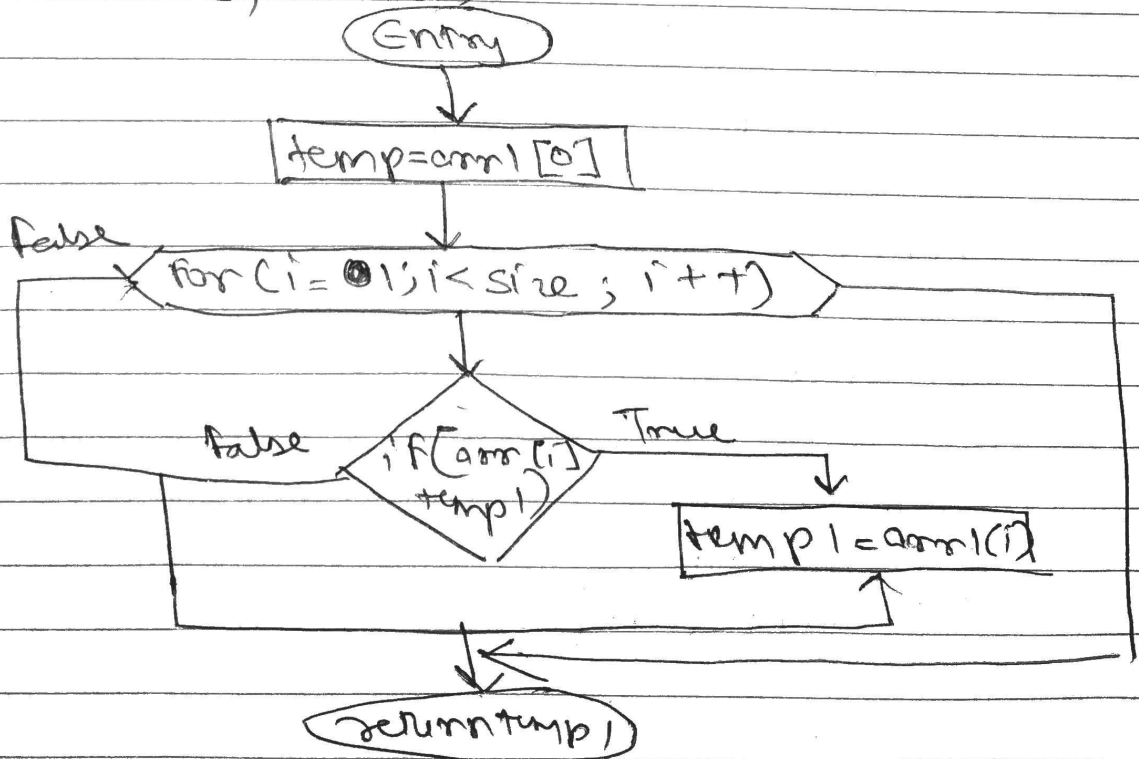 Entry
temp=arr1[0]
False
for(i=1;i<size; i++)
False
if(arr[i]
temp1)
True
temp1=arr1(i)
return temp1